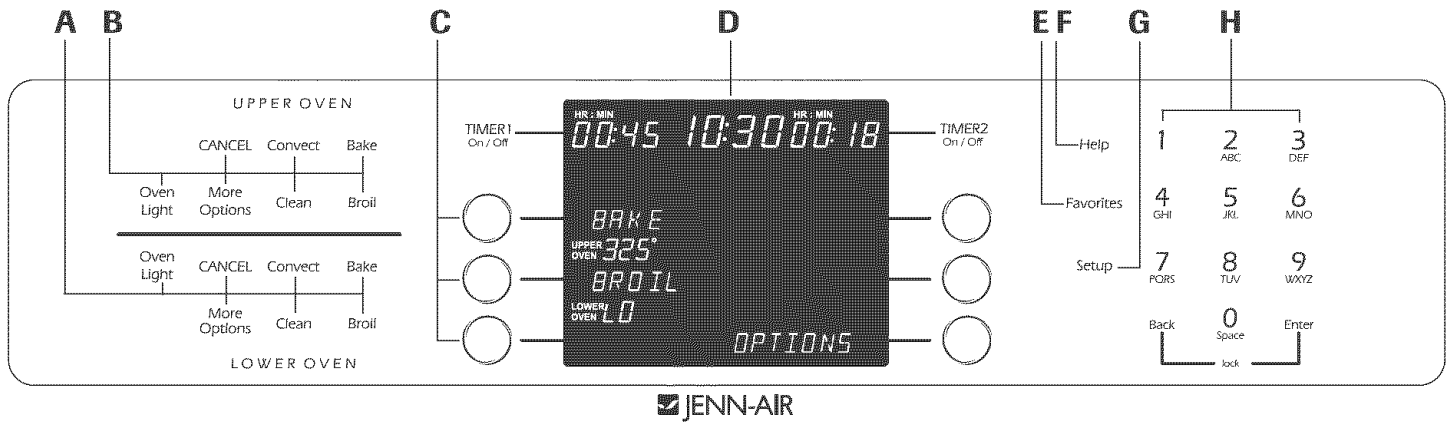 A B C D E F G H
UPPER OVEN
CANCEL Convect Bake
Oven Light
More Options
Clean Broil
Oven Light
CANCEL Convect Bake
More Options
Clean Broil
LOWER OVEN
TIMER1
On / Off
HR : MIN
00:45
10:30
HR : MIN
00:18
BAKE
UPPER OVEN 325°
BROIL
LOWER OVEN LO
OPTIONS
TIMER2
On / Off
Help
Favorites
Setup
1 2 3
ABC DEF
4 5 6
GHI JKL MNO
7 8 9
PQRS TUV WXYZ
0
Back Space Enter
lock
JENN-AIR